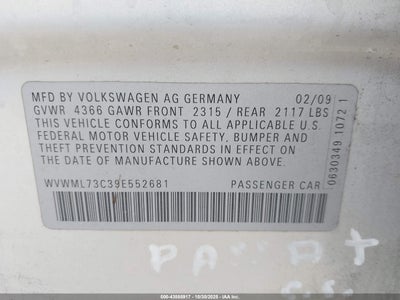 MFD BY VOLKSWAGEN AG GERMANY 02/09
GVWR 4366 GAWR FRONT 2315 / REAR 2117 LBS
THIS VEHICLE CONFORMS TO ALL APPLICABLE U.S.
FEDERAL MOTOR VEHICLE SAFETY, BUMPER AND
THEFT PREVENTION STANDARDS IN EFFECT ON THE
DATE OF MANUFACTURE SHOWN ABOVE.
WVWML73C39E552681 PASSENGER CAR
0630349 1072 1
PASSAT